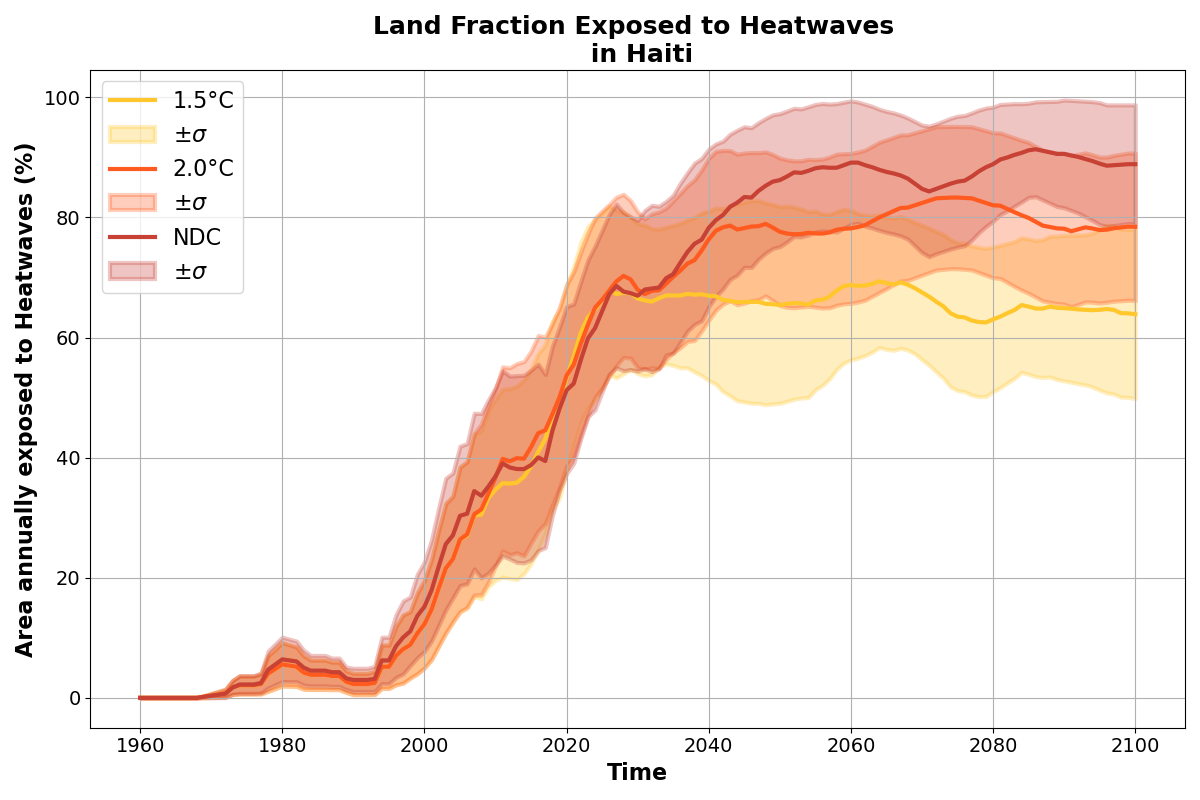 Land Fraction Exposed to Heatwaves
in Haiti
1.5°C
±σ
2.0°C
±σ
NDC
±σ
Area annually exposed to Heatwaves (%)
100
80
60
40
20
0
1960 1980 2000 2020 2040 2060 2080 2100
Time